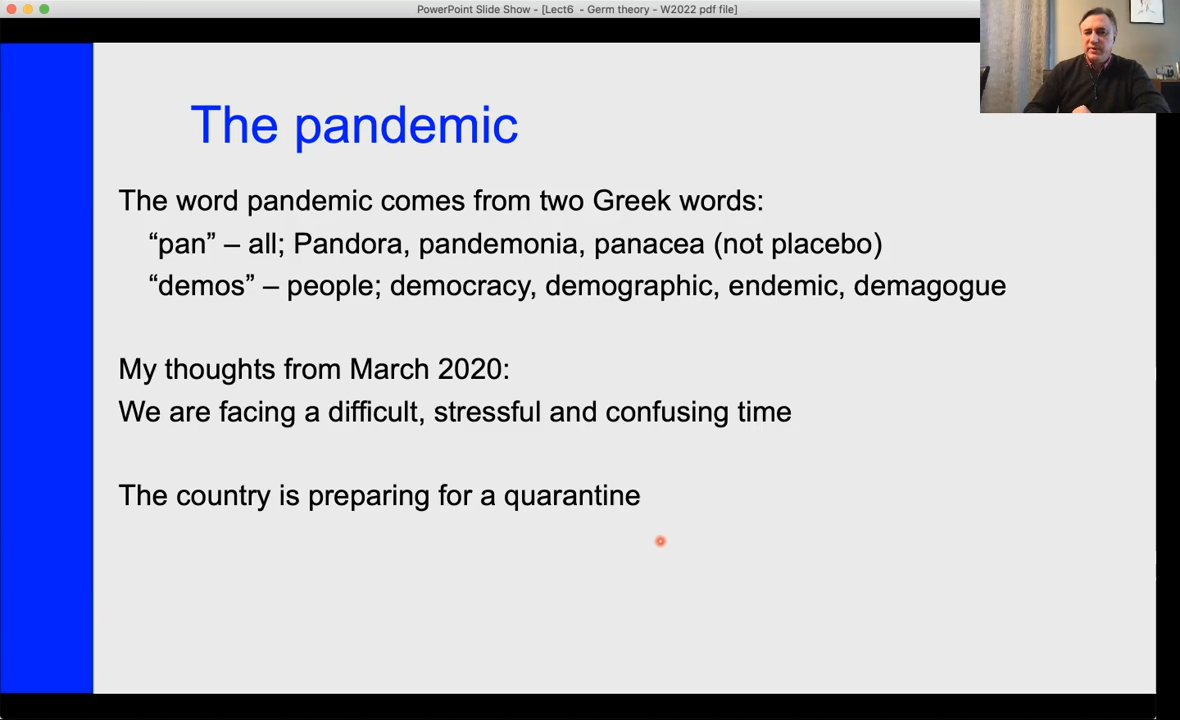 PowerPoint Slide Show - [Lect6  - Germ theory - W2022 pdf file]
The pandemic
The word pandemic comes from two Greek words:
“pan” – all; Pandora, pandemonia, panacea (not placebo)
“demos” – people; democracy, demographic, endemic, demagogue
My thoughts from March 2020:
We are facing a difficult, stressful and confusing time
The country is preparing for a quarantine